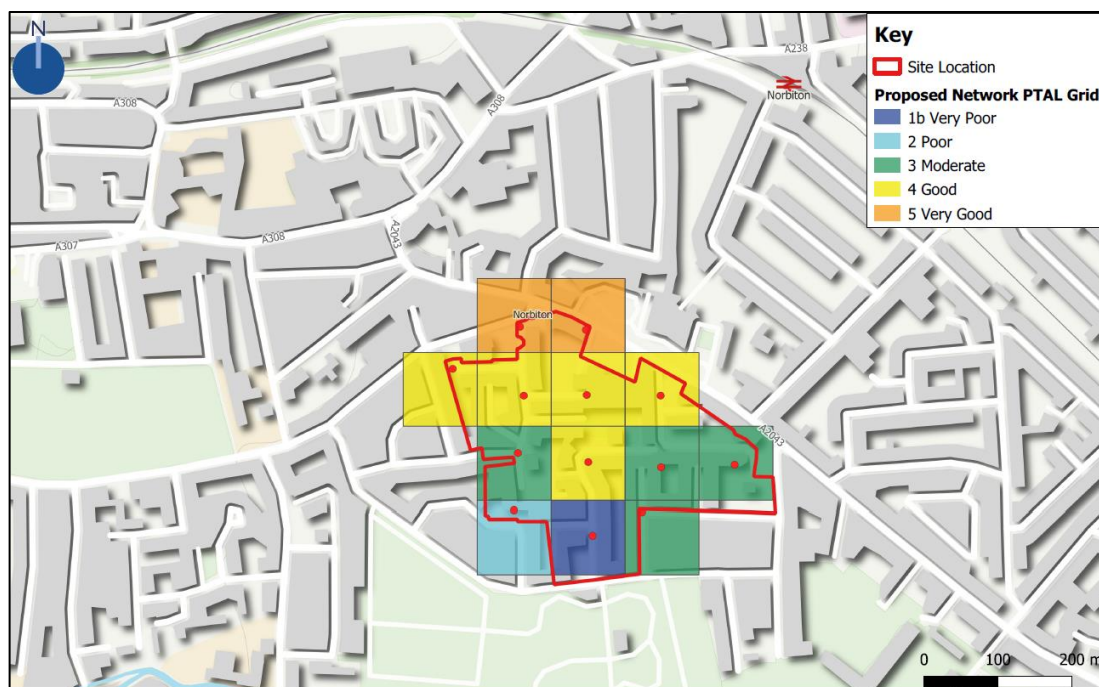 N
Key
Site Location
Proposed Network PTAL Grid
1b Very Poor
2 Poor
3 Moderate
4 Good
5 Very Good
A238
Norbiton
A308
A308
A2043
A308
A307
Norbiton
A2043
0 100 200 m